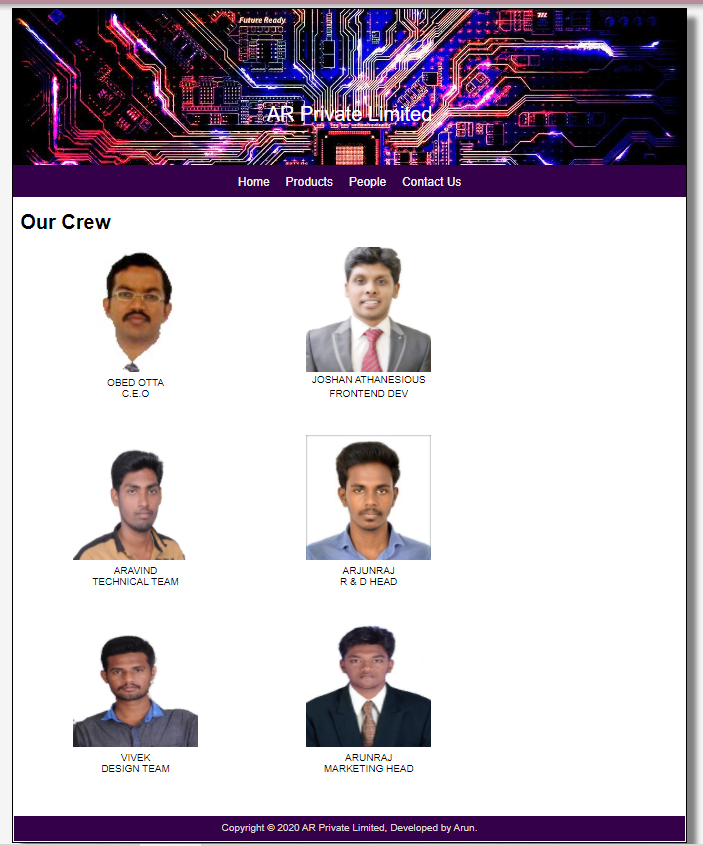 Future Ready.
AR Private Limited
Home Products People Contact Us
Our Crew
OBED OTTA
C.E.O
JOSHAN ATHANESIOUS
FRONTEND DEV
ARAVIND
TECHNICAL TEAM
ARJUNRAJ
R & D HEAD
VIVEK
DESIGN TEAM
ARUNRAJ
MARKETING HEAD
Copyright © 2020 AR Private Limited, Developed by Arun.